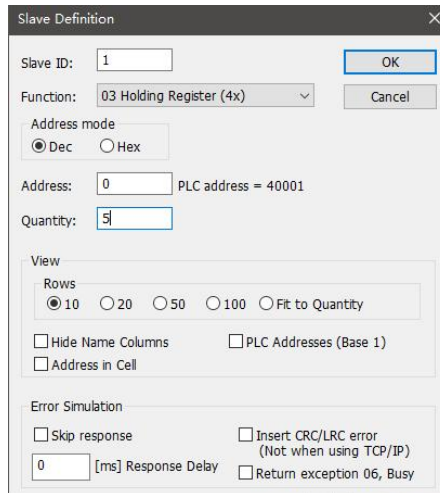 Slave Definition
Slave ID: 1 OK
Function: 03 Holding Register (4x) Cancel
Address mode
Dec Hex
Address: 0 PLC address = 40001
Quantity: 5
View
Rows
10 20 50 100 Fit to Quantity
Hide Name Columns PLC Addresses (Base 1)
Address in Cell
Error Simulation
Skip response Insert CRC/LRC error
(Not when using TCP/IP)
0 [ms] Response Delay
Return exception 06, Busy